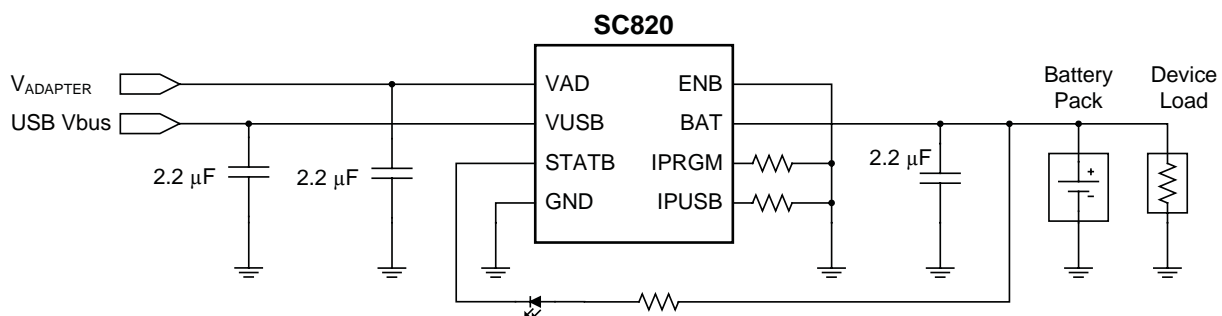 SC820
V_ADAPTER
USB Vbus
2.2 μF
2.2 μF
VAD
VUSB
STATB
GND
ENB
BAT
IPRGM
IPUSB
2.2 μF
Battery
Pack
+
-
Device
Load